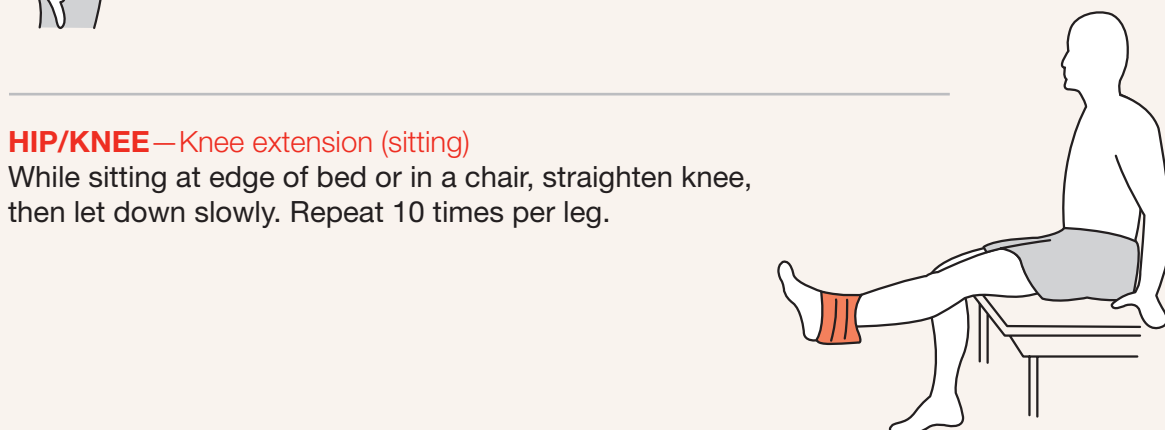 HIP/KNEE—Knee extension (sitting)
While sitting at edge of bed or in a chair, straighten knee,
then let down slowly. Repeat 10 times per leg.